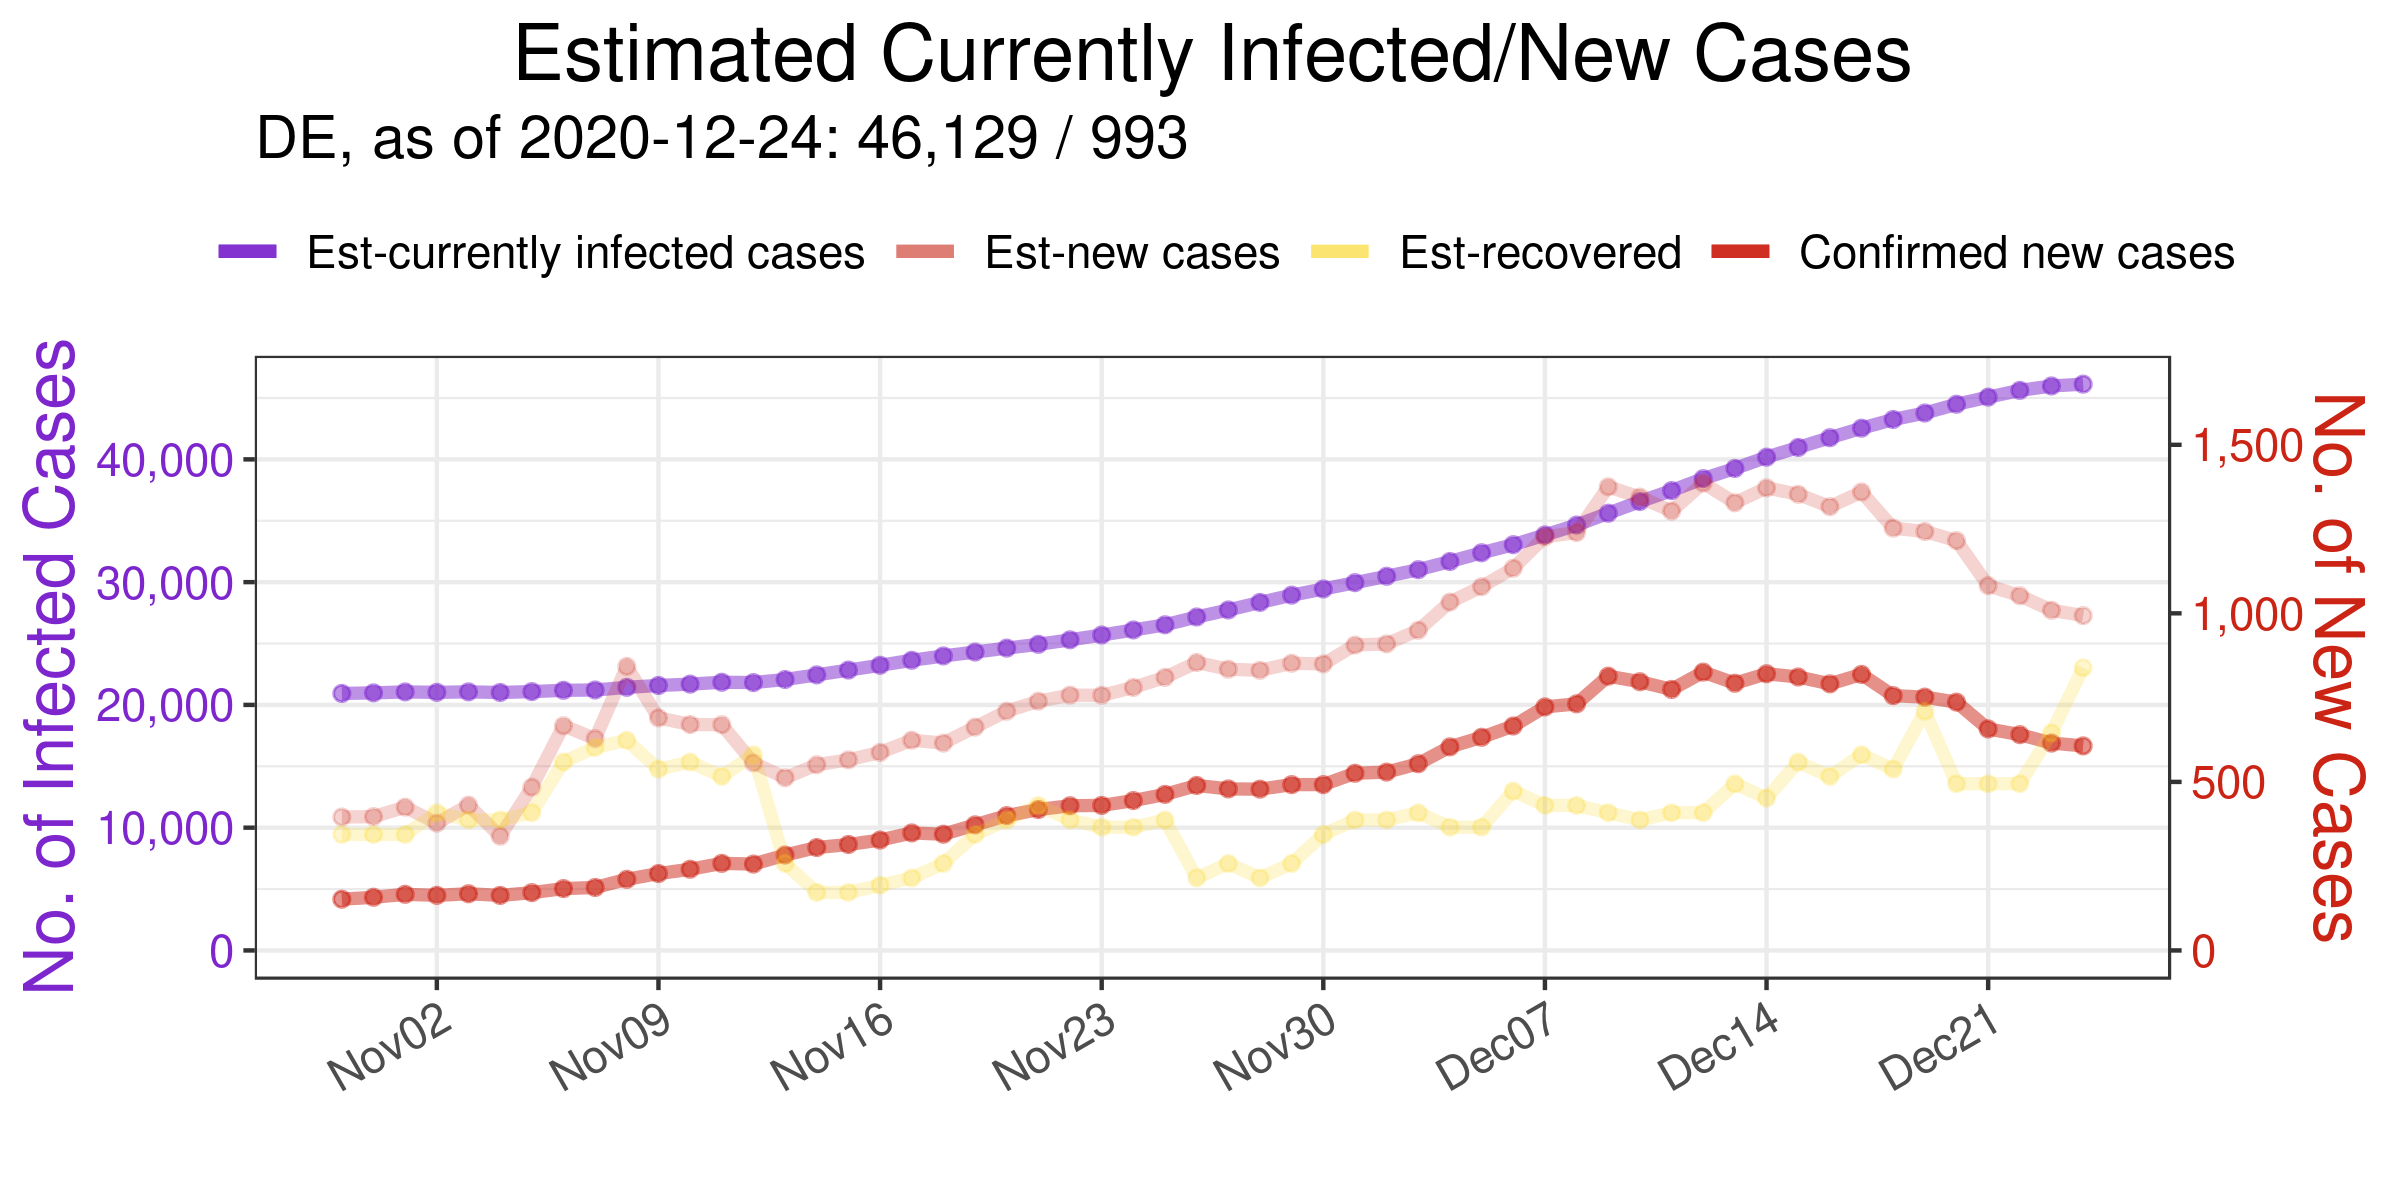 Estimated Currently Infected/New Cases
DE, as of 2020-12-24: 46,129 / 993
Est-currently infected cases Est-new cases Est-recovered Confirmed new cases
No. of Infected Cases
40,000
30,000
20,000
10,000
0
1,500
1,000
500
0
No. of New Cases
Nov02 Nov09 Nov16 Nov23 Nov30 Dec07 Dec14 Dec21